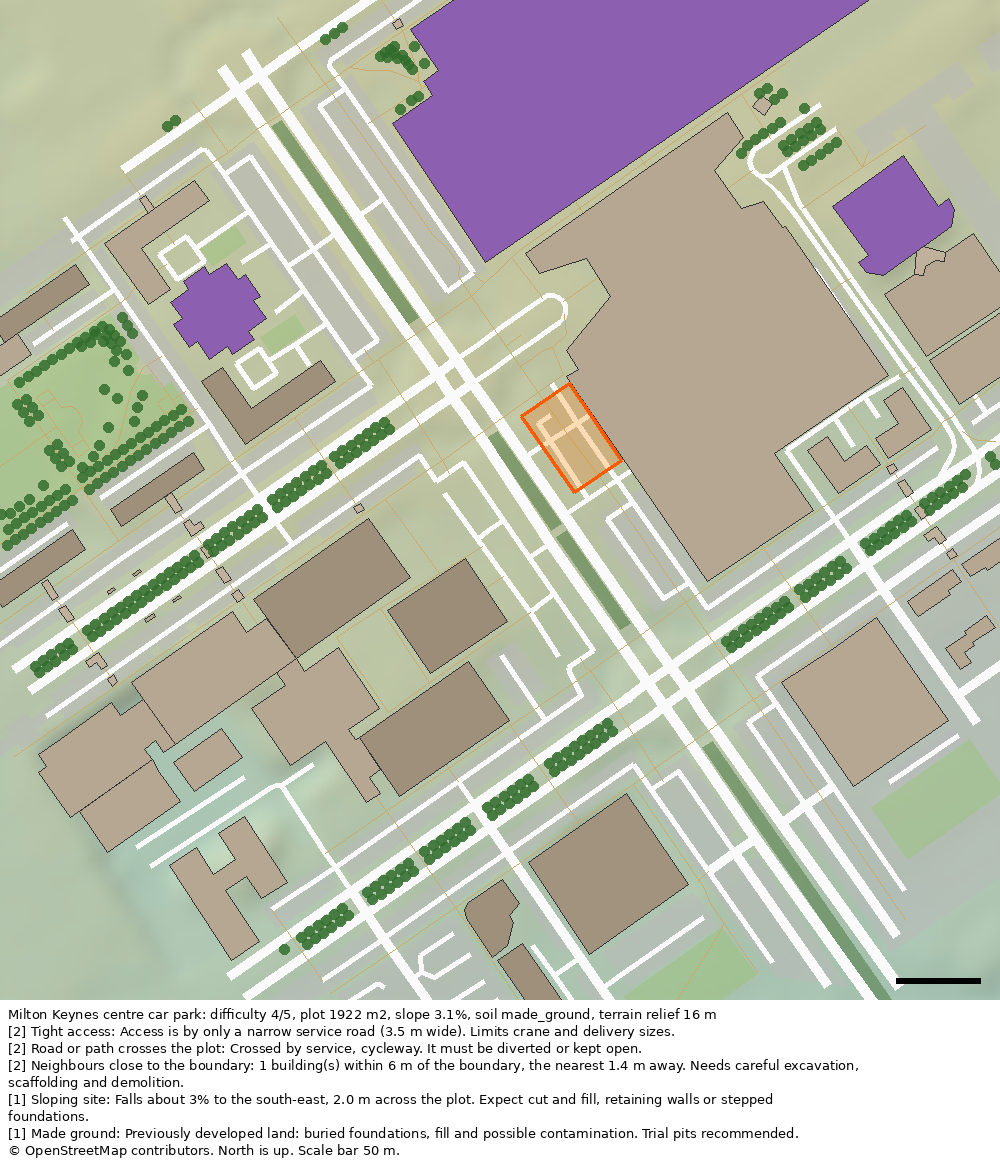 Milton Keynes centre car park: difficulty 4/5, plot 1922 m2, slope 3.1%, soil made_ground, terrain relief 16 m
[2] Tight access: Access is by only a narrow service road (3.5 m wide). Limits crane and delivery sizes.
[2] Road or path crosses the plot: Crossed by service, cycleway. It must be diverted or kept open.
[2] Neighbours close to the boundary: 1 building(s) within 6 m of the boundary, the nearest 1.4 m away. Needs careful excavation,
scaffolding and demolition.
[1] Sloping site: Falls about 3% to the south-east, 2.0 m across the plot. Expect cut and fill, retaining walls or stepped
foundations.
[1] Made ground: Previously developed land: buried foundations, fill and possible contamination. Trial pits recommended.
© OpenStreetMap contributors. North is up. Scale bar 50 m.